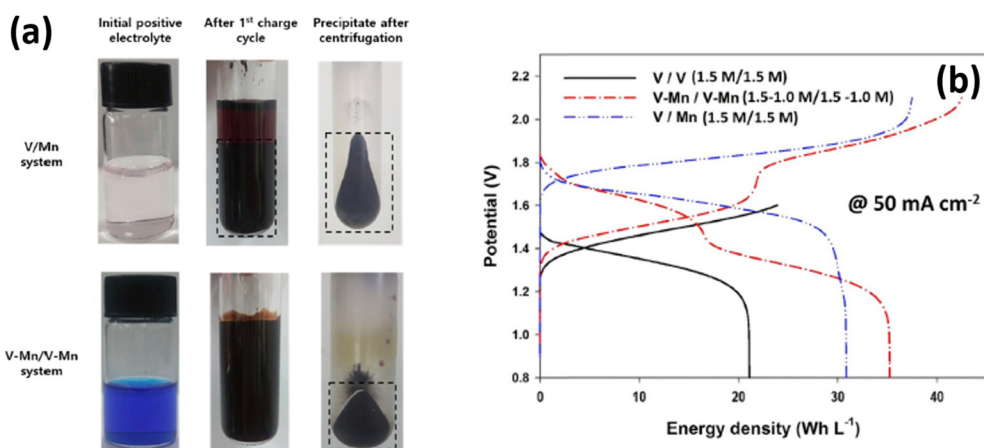 (a)
Initial positive
electrolyte
After 1st charge
cycle
Precipitate after
centrifugation
V/Mn
system
V-Mn/V-Mn
system
(b)
V / V (1.5 M/1.5 M)
V-Mn / V-Mn (1.5-1.0 M/1.5 -1.0 M)
V / Mn (1.5 M/1.5 M)
@ 50 mA cm-2
Potential (V)
2.2
2.0
1.8
1.6
1.4
1.2
1.0
0.8
0
10
20
30
40
Energy density (Wh L-1)